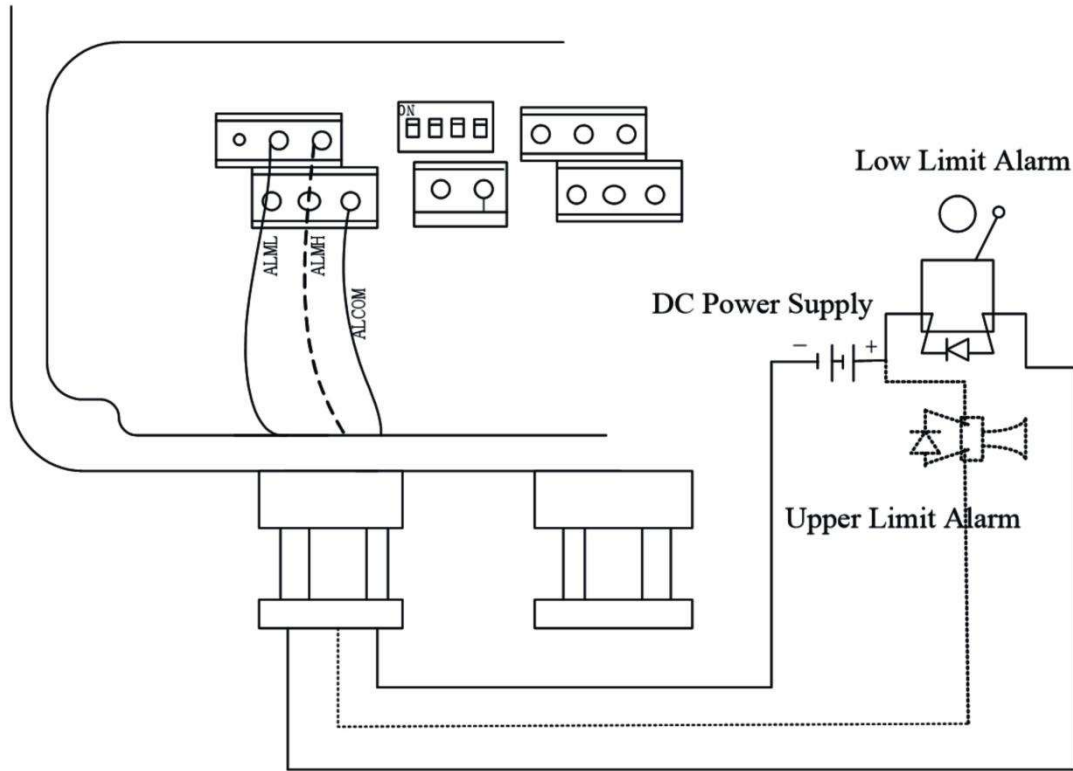 ON
Low Limit Alarm
ALML
ALMH
ALCOM
DC Power Supply
− +
Upper Limit Alarm